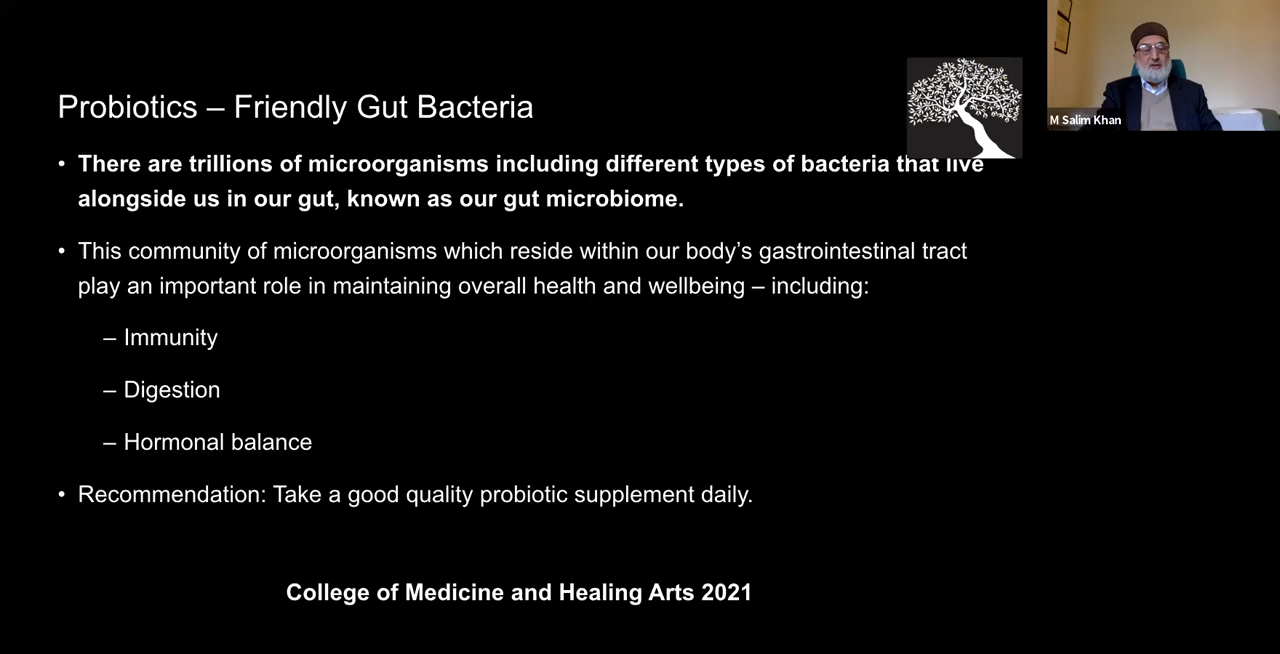 Probiotics – Friendly Gut Bacteria
• There are trillions of microorganisms including different types of bacteria that live
alongside us in our gut, known as our gut microbiome.
• This community of microorganisms which reside within our body’s gastrointestinal tract
play an important role in maintaining overall health and wellbeing – including:
– Immunity
– Digestion
– Hormonal balance
• Recommendation: Take a good quality probiotic supplement daily.
College of Medicine and Healing Arts 2021
M Salim Khan